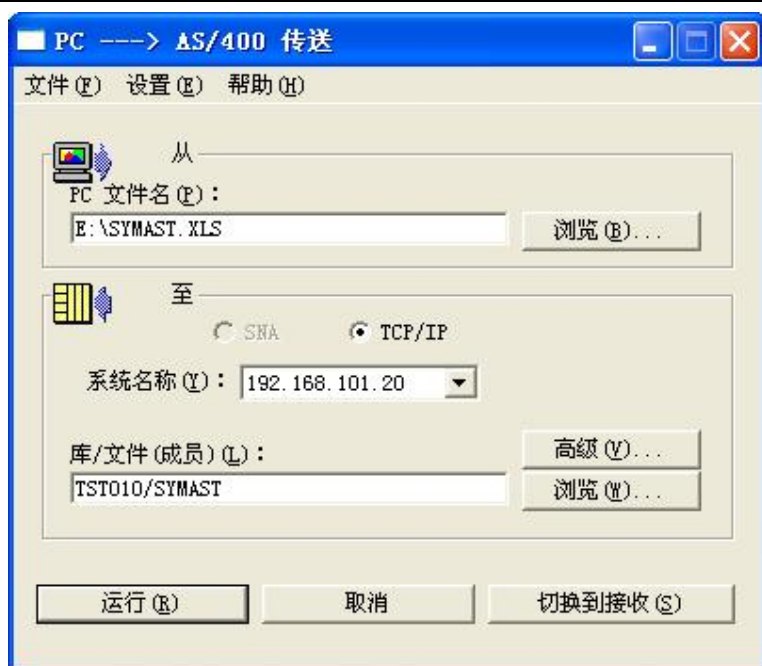 PC ---> AS/400 传送
文件(F) 设置(E) 帮助(H)
从
PC 文件名(P):
E:\SYMAST.XLS
浏览(B)...
至
SNA TCP/IP
系统名称(Y): 192.168.101.20
库/文件(成员)(L):
高级(V)...
TST010/SYMAST
浏览(W)...
运行(R) 取消 切换到接收(S)